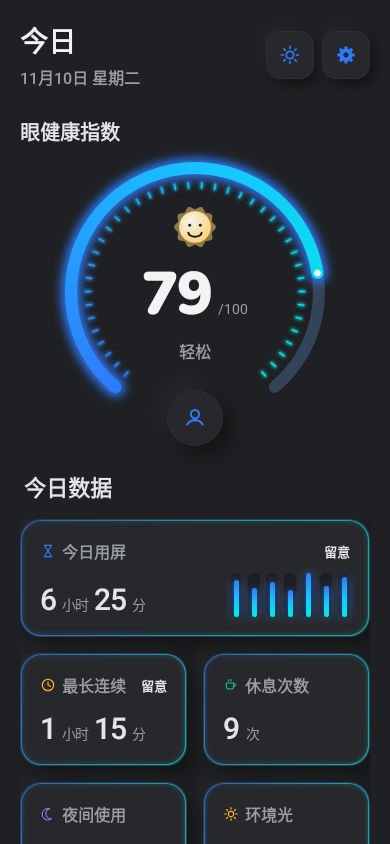 今日
11月10日 星期二
眼健康指数
79 /100
轻松
今日数据
今日用屏 留意
6 小时 25 分
最长连续 留意
1 小时 15 分
休息次数
9 次
夜间使用
环境光